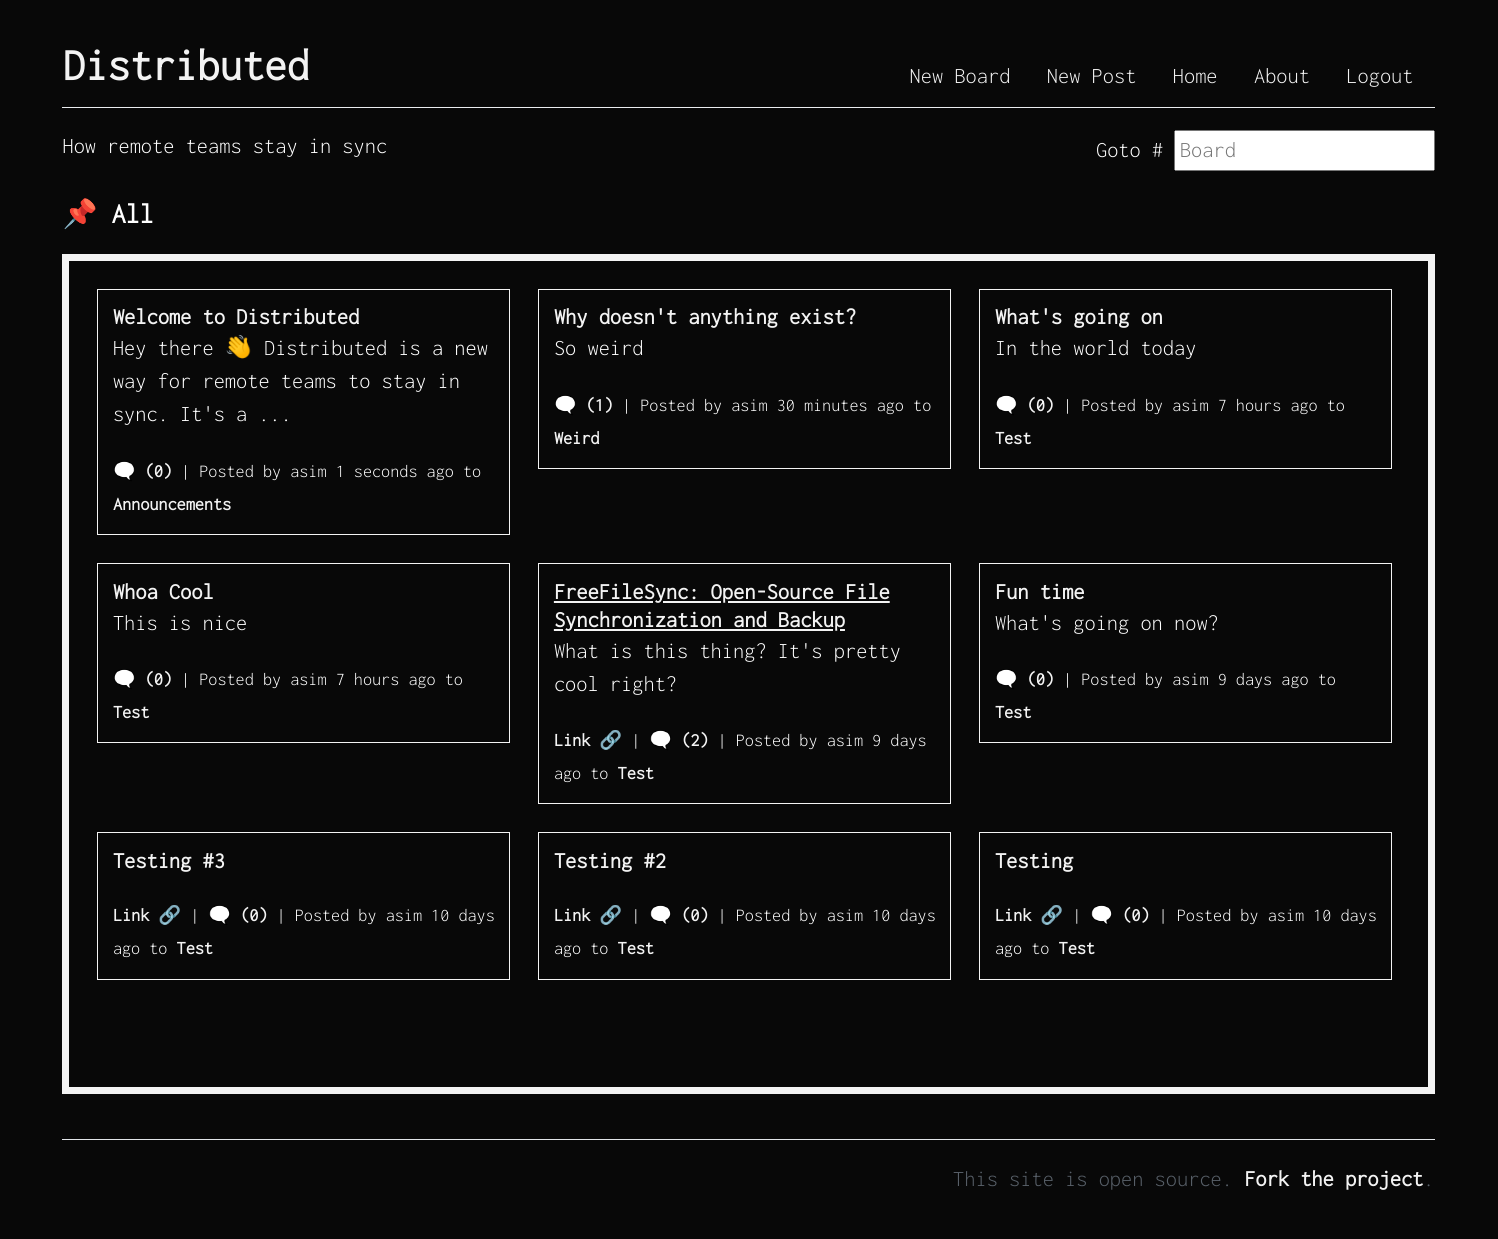 Distributed
New Board New Post Home About Logout
How remote teams stay in sync
Goto # Board
📌 All
Welcome to Distributed
Hey there 👋 Distributed is a new
way for remote teams to stay in
sync. It's a ...
🗨 (0) | Posted by asim 1 seconds ago to
Announcements
Why doesn't anything exist?
So weird
🗨 (1) | Posted by asim 30 minutes ago to
Weird
What's going on
In the world today
🗨 (0) | Posted by asim 7 hours ago to
Test
Whoa Cool
This is nice
🗨 (0) | Posted by asim 7 hours ago to
Test
FreeFileSync: Open-Source File
Synchronization and Backup
What is this thing? It's pretty
cool right?
Link 🔗 | 🗨 (2) | Posted by asim 9 days
ago to Test
Fun time
What's going on now?
🗨 (0) | Posted by asim 9 days ago to
Test
Testing #3
Link 🔗 | 🗨 (0) | Posted by asim 10 days
ago to Test
Testing #2
Link 🔗 | 🗨 (0) | Posted by asim 10 days
ago to Test
Testing
Link 🔗 | 🗨 (0) | Posted by asim 10 days
ago to Test
This site is open source. Fork the project.